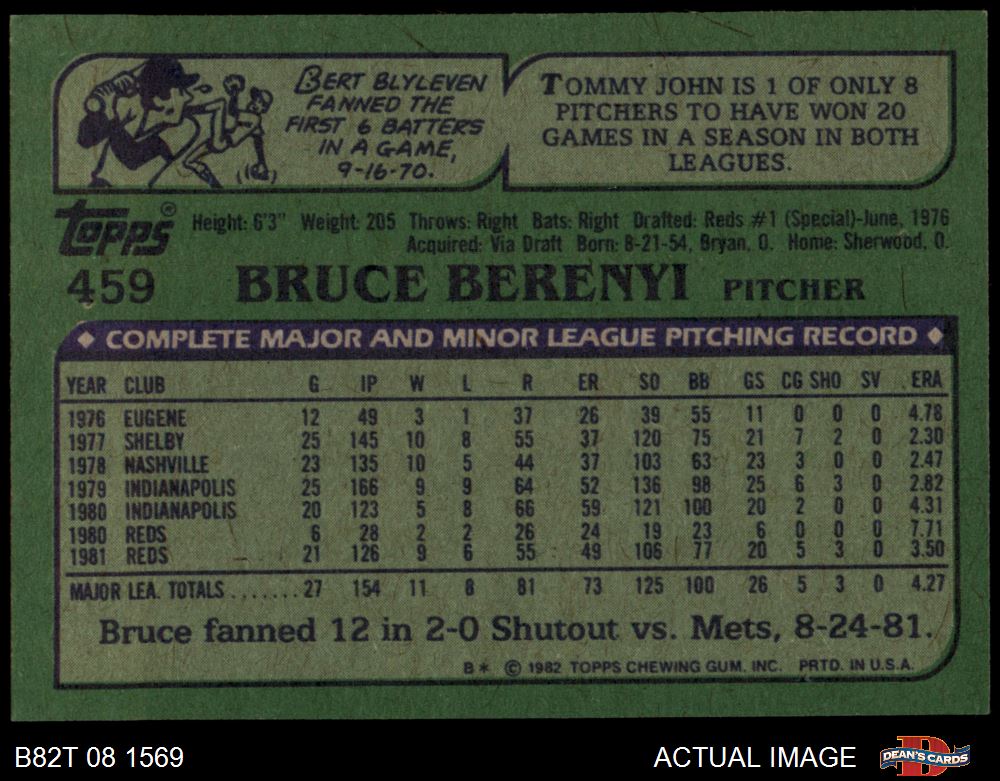 BERT BLYLEVEN
FANNED THE
FIRST 6 BATTERS
IN A GAME,
9-16-70.
TOMMY JOHN IS 1 OF ONLY 8
PITCHERS TO HAVE WON 20
GAMES IN A SEASON IN BOTH
LEAGUES.
topps®
Height: 6'3" Weight: 205 Throws: Right Bats: Right Drafted: Reds #1 (Special)-June, 1976
Acquired: Via Draft Born: 8-21-54, Bryan, O. Home: Sherwood, O.
459 BRUCE BERENYI PITCHER
◆ COMPLETE MAJOR AND MINOR LEAGUE PITCHING RECORD ◆
YEAR CLUB G IP W L R ER SO BB GS CG SHO SV ERA
1976 EUGENE 12 49 3 1 37 26 39 55 11 0 0 0 4.78
1977 SHELBY 25 145 10 8 55 37 120 75 21 7 2 0 2.30
1978 NASHVILLE 23 135 10 5 44 37 103 63 23 3 0 0 2.47
1979 INDIANAPOLIS 25 166 9 9 64 52 136 98 25 6 3 0 2.82
1980 INDIANAPOLIS 20 123 5 8 66 59 121 100 20 2 0 0 4.31
1980 REDS 6 28 2 2 26 24 19 23 6 0 0 0 7.71
1981 REDS 21 126 9 6 55 49 106 77 20 5 3 0 3.50
MAJOR LEA. TOTALS.......27 154 11 8 81 73 125 100 26 5 3 0 4.27
Bruce fanned 12 in 2-0 Shutout vs. Mets, 8-24-81.
B* © 1982 TOPPS CHEWING GUM. INC. PRTD. IN U.S.A.
B82T 08 1569 ACTUAL IMAGE DEAN'S CARDS